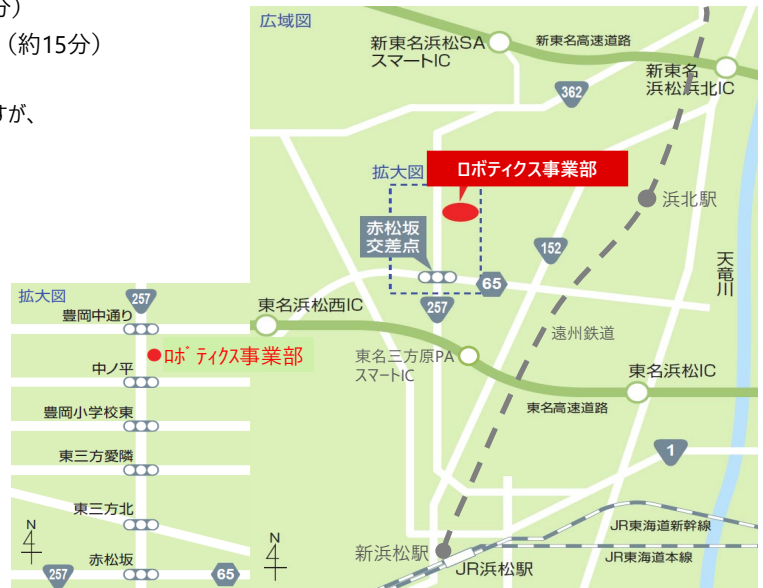 分）
（約15分）
すが、
広域図
新東名浜松SA
スマートIC
新東名高速道路
新東名
浜松浜北IC
362
拡大図
ロボティクス事業部
浜北駅
赤松坂
交差点
152
天竜川
65
257
東名浜松西IC
遠州鉄道
東名三方原PA
スマートIC
東名浜松IC
東名高速道路
1
JR東海道新幹線
JR東海道本線
新浜松駅
JR浜松駅
N
拡大図
257
豊岡中通り
ロボティクス事業部
中ノ平
豊岡小学校東
東三方愛隣
東三方北
N
赤松坂
257
65